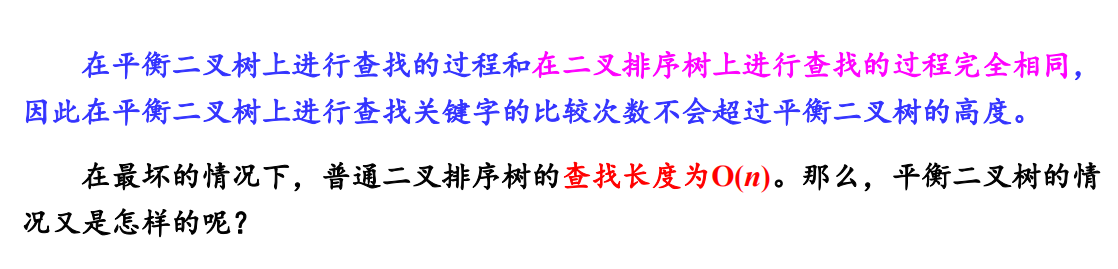 在平衡二叉树上进行查找的过程和在二叉排序树上进行查找的过程完全相同，
因此在平衡二叉树上进行查找关键字的比较次数不会超过平衡二叉树的高度。
在最坏的情况下，普通二叉排序树的查找长度为O(n)。那么，平衡二叉树的情
况又是怎样的呢？